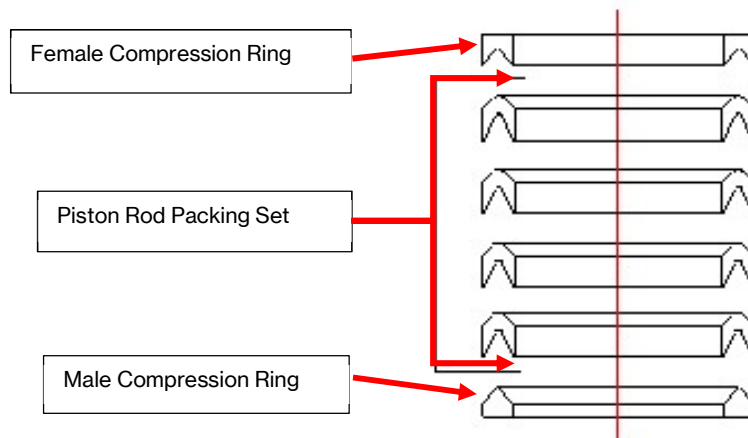 Female Compression Ring
Piston Rod Packing Set
Male Compression Ring